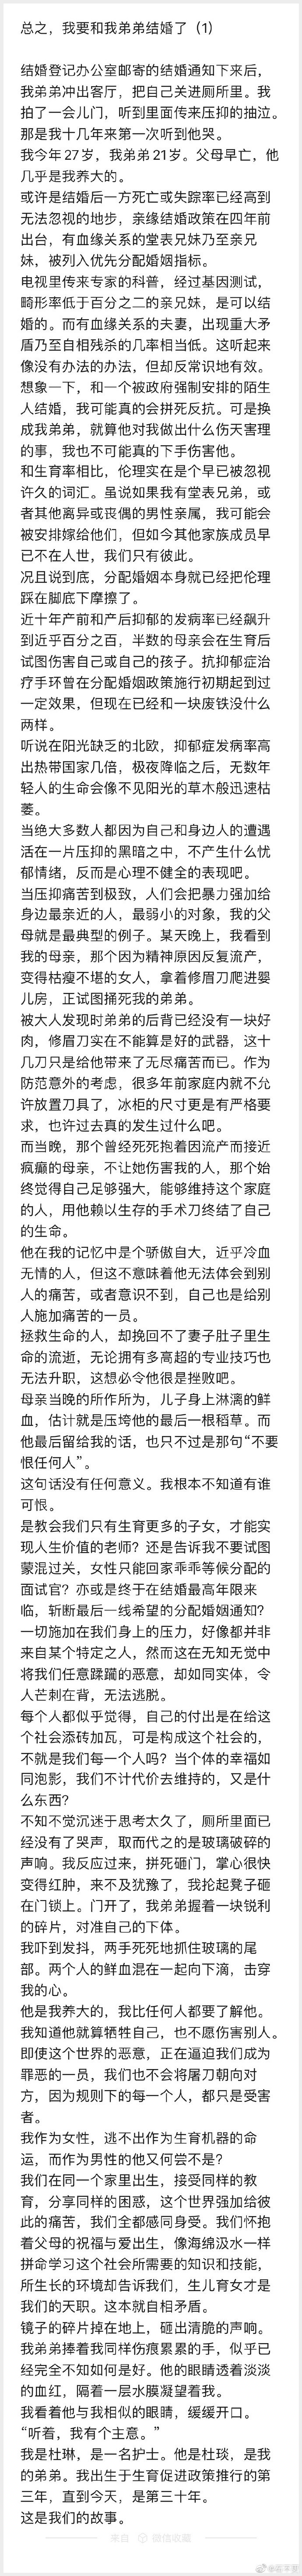 总之，我要和我弟弟结婚了（1）
结婚登记办公室邮寄的结婚通知下来后，
我弟弟冲出客厅，把自己关进厕所里。我
拍了一会儿门，听到里面传来压抑的抽泣。
那是我十几年来第一次听到他哭。
我今年27岁，我弟弟21岁。父母早亡，他
几乎是我养大的。
或许是结婚后一方死亡或失踪率已经高到
无法忽视的地步，亲缘结婚政策在四年前
出台，有血缘关系的堂表兄妹乃至亲兄
妹，被列入优先分配婚姻指标。
电视里传来专家的科普，经过基因测试，
畸形率低于百分之二的亲兄妹，是可以结
婚的。而有血缘关系的夫妻，出现重大矛
盾乃至自相残杀的几率相当低。这听起来
像没有办法的办法，但却反常识地有效。
想象一下，和一个被政府强制安排的陌生
人结婚，我可能真的会拼死反抗。可是换
成我弟弟，就算他对我做出什么伤天害理
的事，我也不可能真的下手伤害他。
和生育率相比，伦理实在是个早已被忽视
许久的词汇。虽说如果我有堂表兄弟，或
者其他离异或丧偶的男性亲属，我可能会
被安排嫁给他们，但如今其他家族成员早
已不在人世，我们只有彼此。
况且说到底，分配婚姻本身就已经把伦理
踩在脚底下摩擦了。
近十年产前和产后抑郁的发病率已经飙升
到近乎百分之百，半数的母亲会在生育后
试图伤害自己或自己的孩子。抗抑郁症治
疗手环曾在分配婚姻政策施行初期起到过
一定效果，但现在已经和一块废铁没什么
两样。
听说在阳光缺乏的北欧，抑郁症发病率高
出热带国家几倍，极夜降临之后，无数年
轻人的生命会像不见阳光的草木般迅速枯
萎。
当绝大多数人都因为自己和身边人的遭遇
活在一片压抑的黑暗之中，不产生什么忧
郁情绪，反而是心理不健全的表现吧。
当压抑痛苦到极致，人们会把暴力强加给
身边最亲近的人，最弱小的对象，我的父
母就是最典型的例子。某天晚上，我看到
我的母亲，那个因为精神原因反复流产，
变得枯瘦不堪的女人，拿着修眉刀爬进婴
儿房，正试图捅死我的弟弟。
被大人发现时弟弟的后背已经没有一块好
肉，修眉刀实在不能算是好的武器，这十
几刀只是给他带来了无尽痛苦而已。作为
防范意外的考虑，很多年前家庭内就不允
许放置刀具了，冰柜的尺寸更是有严格要
求，也许过去真的发生过什么吧。
而当晚，那个曾经死死抱着因流产而接近
疯癫的母亲，不让她伤害我的人，那个始
终觉得自己足够强大，能够维持这个家庭
的人，用他赖以生存的手术刀终结了自己
的生命。
他在我的记忆中是个骄傲自大，近乎冷血
无情的人，但这不意味着他无法体会到别
人的痛苦，或者意识不到，自己也是给别
人施加痛苦的一员。
拯救生命的人，却挽回不了妻子肚子里生
命的流逝，无论拥有多高超的专业技巧也
无法升职，这想必令他很是挫败吧。
母亲当晚的所作所为，儿子身上淋漓的鲜
血，估计就是压垮他的最后一根稻草。而
他最后留给我的话，也只不过是那句“不要
恨任何人”。
这句话没有任何意义。我根本不知道有谁
可恨。
是教会我们只有生育更多的子女，才能实
现人生价值的老师？还是告诉我不要试图
蒙混过关，女性只能回家乖乖等候分配的
面试官？亦或是终于在结婚最高年限来
临，斩断最后一线希望的分配婚姻通知？
一切施加在我们身上的压力，好像都并非
来自某个特定之人，然而这在无知无觉中
将我们任意蹂躏的恶意，却如同实体，令
人芒刺在背，无法逃脱。
每个人都似乎觉得，自己的付出是在给这
个社会添砖加瓦，可是构成这个社会的，
不就是我们每一个人吗？当个体的幸福如
同泡影，我们不计代价去维持的，又是什
么东西？
不知不觉沉迷于思考太久了，厕所里面已
经没有了哭声，取而代之的是玻璃破碎的
声响。我反应过来，拼死砸门，掌心很快
变得红肿，来不及犹豫了，我抡起凳子砸
在门锁上。门开了，我弟弟握着一块锐利
的碎片，对准自己的下体。
我吓到发抖，两手死死地抓住玻璃的尾
部。两个人的鲜血混在一起向下滴，击穿
我的心。
他是我养大的，我比任何人都要了解他。
我知道他就算牺牲自己，也不愿伤害别人。
即使这个世界的恶意，正在逼迫我们成为
罪恶的一员，我们也不会将屠刀朝向对
方，因为规则下的每一个人，都只是受害
者。
我作为女性，逃不出作为生育机器的命
运，而作为男性的他又何尝不是？
我们在同一个家里出生，接受同样的教
育，分享同样的困惑，这个世界强加给彼
此的痛苦，我们全都感同身受。我们怀抱
着父母的祝福与爱出生，像海绵汲水一样
拼命学习这个社会所需要的知识和技能，
所生长的环境却告诉我们，生儿育女才是
我们的天职。这本就自相矛盾。
镜子的碎片掉在地上，砸出清脆的声响。
我弟弟捧着我同样伤痕累累的手，似乎已
经完全不知如何是好。他的眼睛透着淡淡
的血红，隔着一层水膜凝望着我。
我看着他与我相似的眼睛，缓缓开口。
“听着，我有个主意。”
我是杜琳，是一名护士。他是杜琰，是我
的弟弟。我出生于生育促进政策推行的第
三年，直到今天，是第三十年。
这是我们的故事。
来自 微信收藏